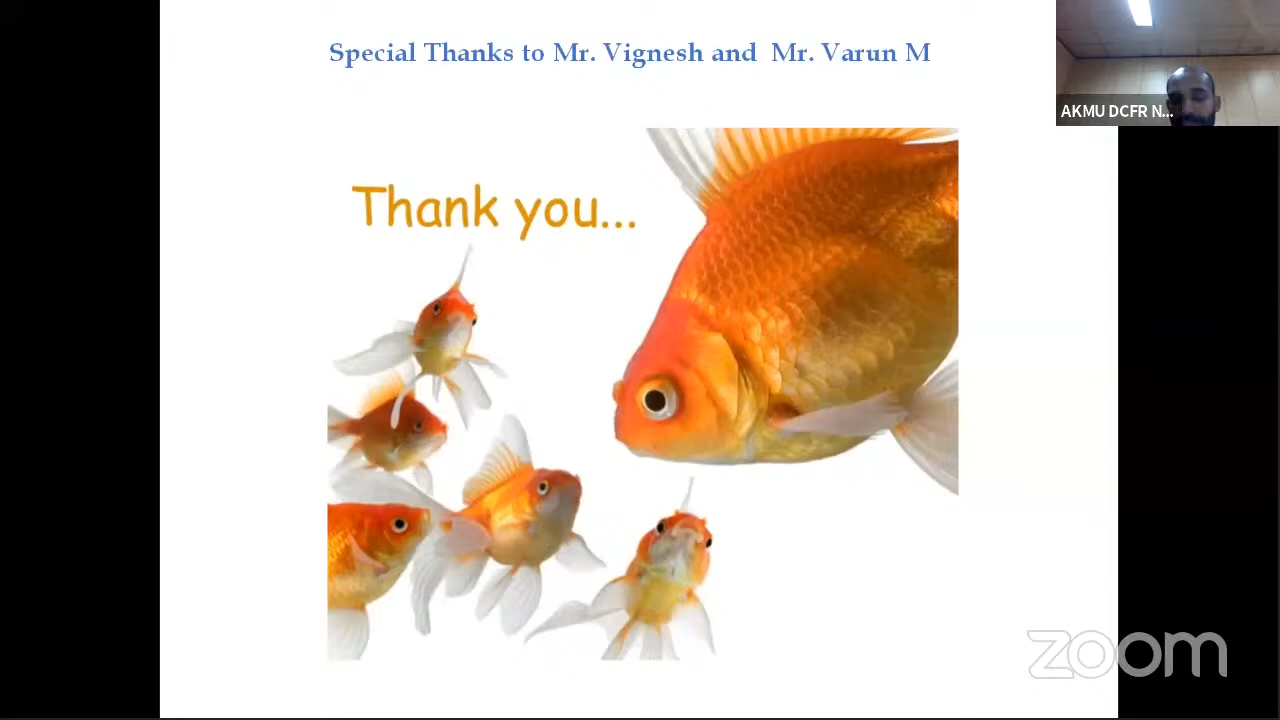 Special Thanks to Mr. Vignesh and  Mr. Varun M
AKMU DCFR N...
Thank you...
zoom